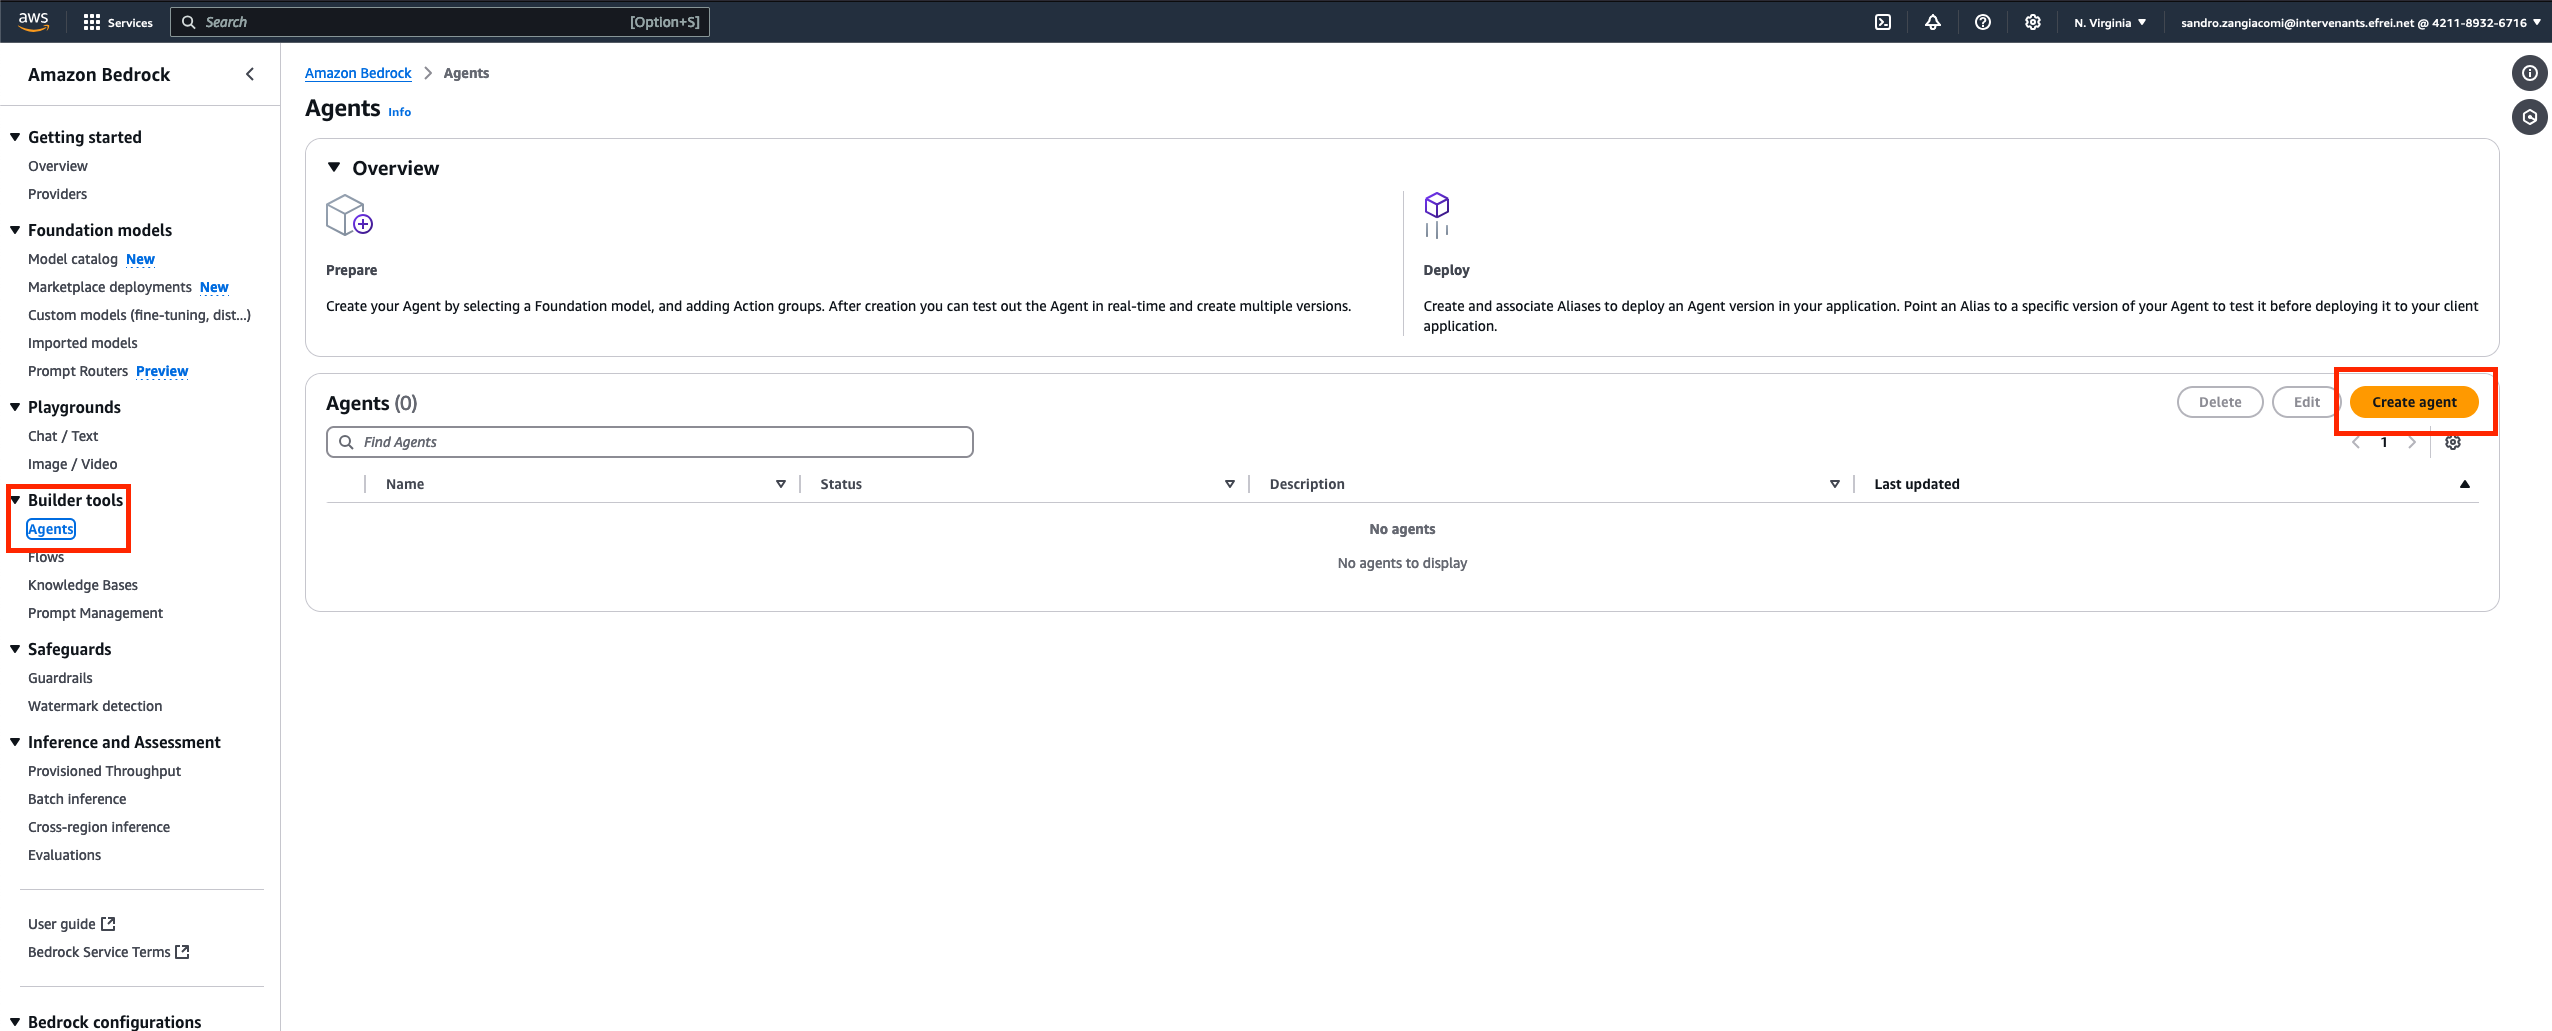 aws
Services
Search
[Option+S]
N. Virginia
sandro.zangiacomi@intervenants.efrei.net @ 4211-8932-6716
Amazon Bedrock
Getting started
Overview
Providers
Foundation models
Model catalog New
Marketplace deployments New
Custom models (fine-tuning, dist...)
Imported models
Prompt Routers Preview
Playgrounds
Chat / Text
Image / Video
Builder tools
Agents
Flows
Knowledge Bases
Prompt Management
Safeguards
Guardrails
Watermark detection
Inference and Assessment
Provisioned Throughput
Batch inference
Cross-region inference
Evaluations
User guide
Bedrock Service Terms
Bedrock configurations
Amazon Bedrock > Agents
Agents Info
Overview
Prepare
Create your Agent by selecting a Foundation model, and adding Action groups. After creation you can test out the Agent in real-time and create multiple versions.
Deploy
Create and associate Aliases to deploy an Agent version in your application. Point an Alias to a specific version of your Agent to test it before deploying it to your client
application.
Agents (0)
Delete
Edit
Create agent
Find Agents
1
Name
Status
Description
Last updated
No agents
No agents to display